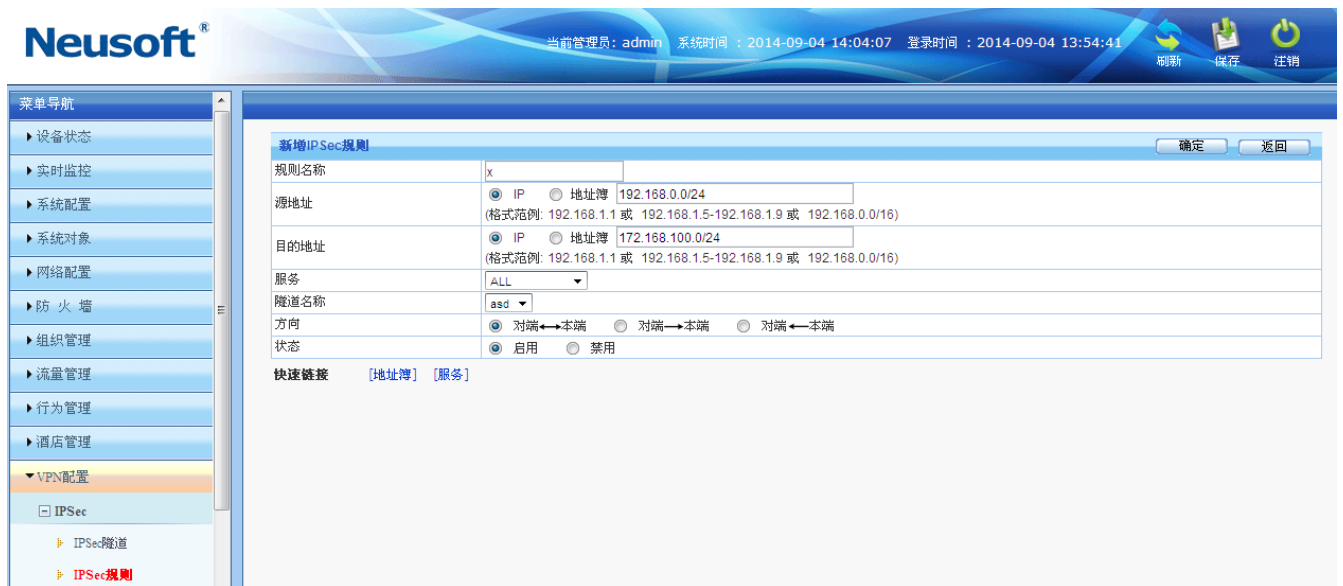 Neusoft®
当前管理员: admin 系统时间 : 2014-09-04 14:04:07 登录时间 : 2014-09-04 13:54:41
刷新 保存 注销
菜单导航
设备状态
实时监控
系统配置
系统对象
网络配置
防 火 墙
组织管理
流量管理
行为管理
酒店管理
VPN配置
IPSec
IPSec隧道
IPSec规则
新增IPSec规则 确定 返回
规则名称 x
源地址 IP 地址簿 192.168.0.0/24
(格式范例: 192.168.1.1 或 192.168.1.5-192.168.1.9 或 192.168.0.0/16)
目的地址 IP 地址簿 172.168.100.0/24
(格式范例: 192.168.1.1 或 192.168.1.5-192.168.1.9 或 192.168.0.0/16)
服务 ALL
隧道名称 asd
方向 对端⟷本端 对端⟶本端 对端⟵本端
状态 启用 禁用
快速链接 [地址簿] [服务]